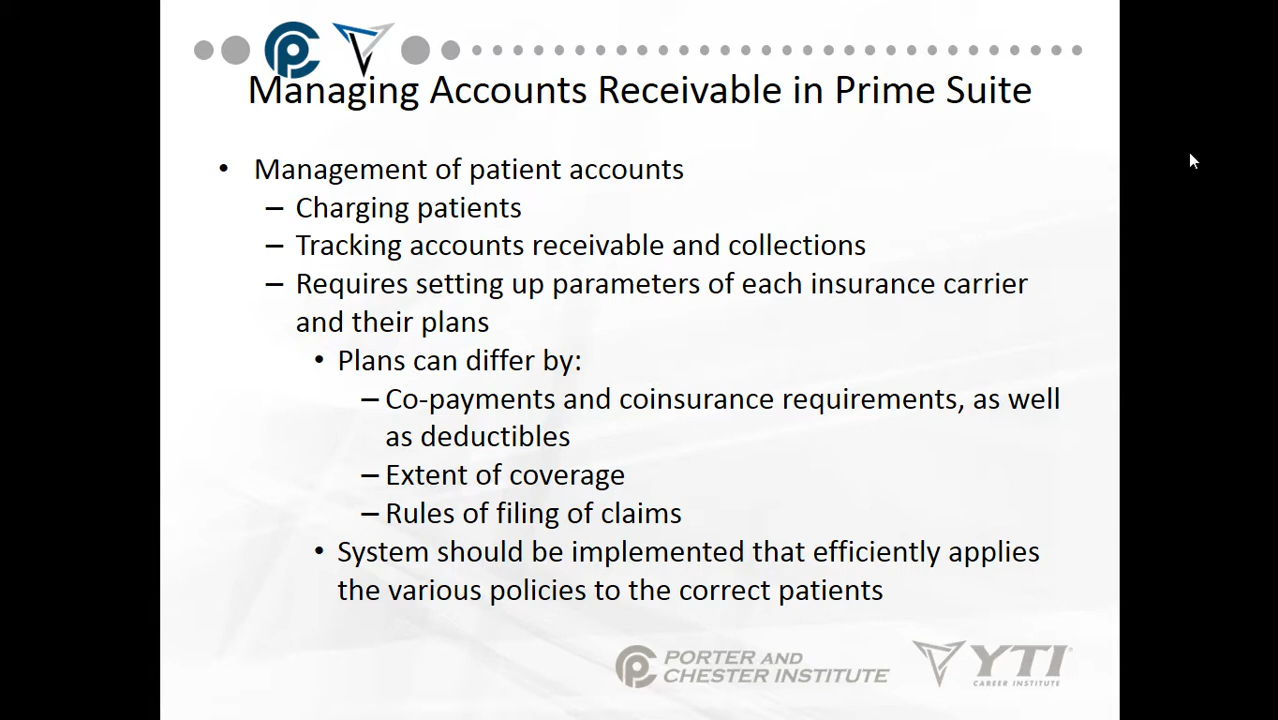 Managing Accounts Receivable in Prime Suite
• Management of patient accounts
– Charging patients
– Tracking accounts receivable and collections
– Requires setting up parameters of each insurance carrier
and their plans
• Plans can differ by:
– Co-payments and coinsurance requirements, as well
as deductibles
– Extent of coverage
– Rules of filing of claims
• System should be implemented that efficiently applies
the various policies to the correct patients
PORTER AND
CHESTER INSTITUTE
YTI
CAREER INSTITUTE